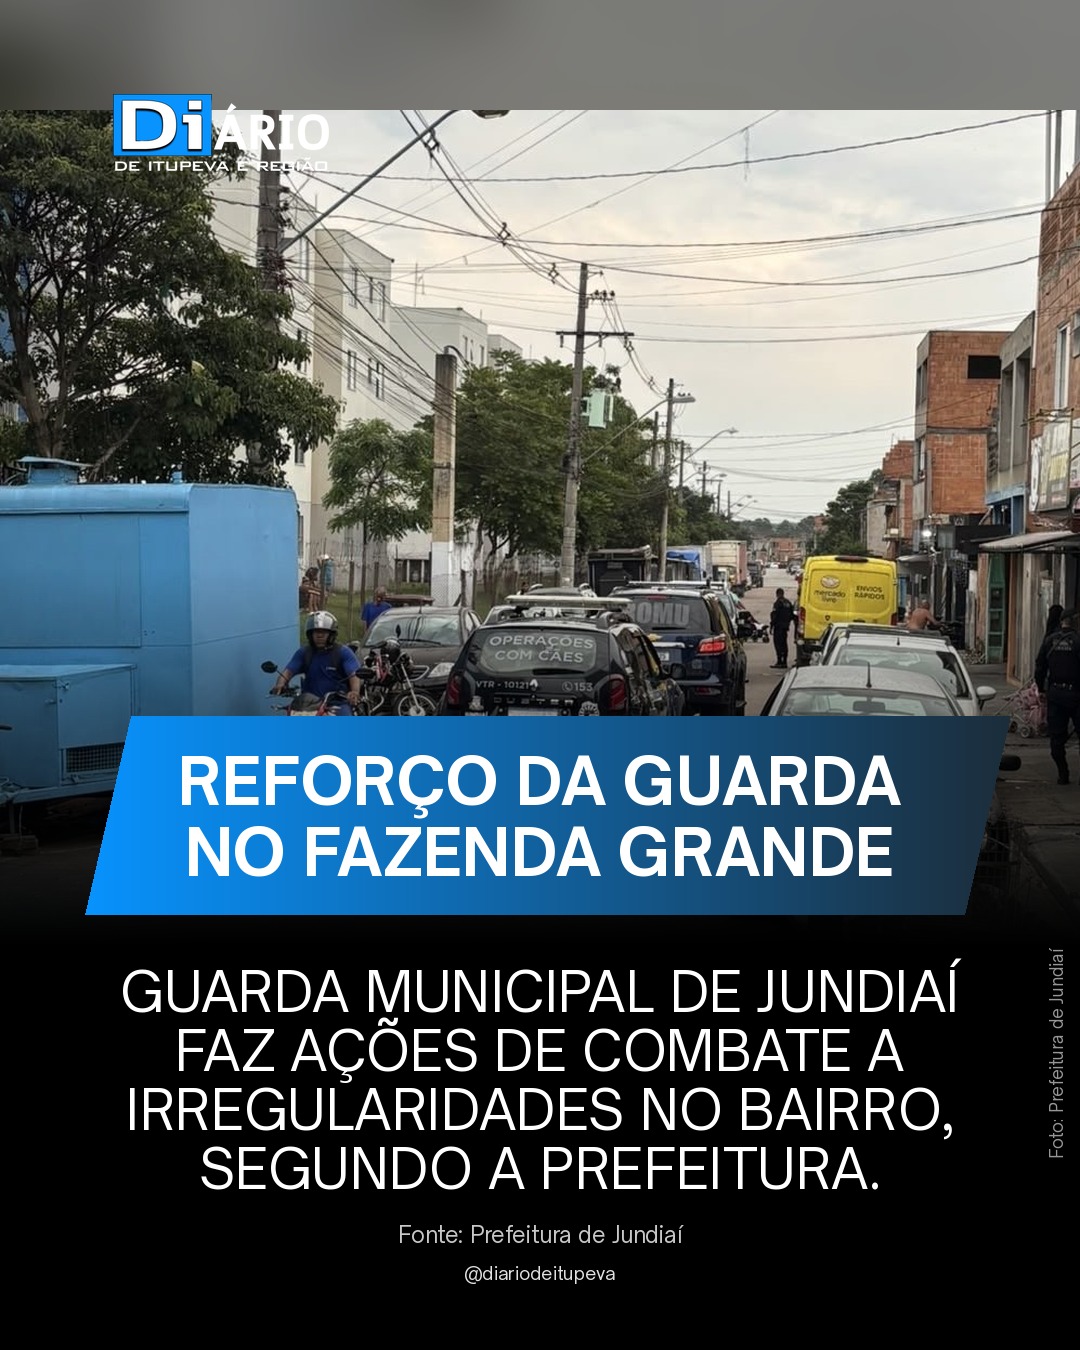 DiÁRIO
DE ITUPEVA E REGIÃO
OPERAÇÕES
COM CÃES
VTR - 10121
153
ROMU
mercado
livre
ENVIOS
RÁPIDOS
REFORÇO DA GUARDA
NO FAZENDA GRANDE
GUARDA MUNICIPAL DE JUNDIAÍ
FAZ AÇÕES DE COMBATE A
IRREGULARIDADES NO BAIRRO,
SEGUNDO A PREFEITURA.
Foto: Prefeitura de Jundiaí
Fonte: Prefeitura de Jundiaí
@diariodeitupeva